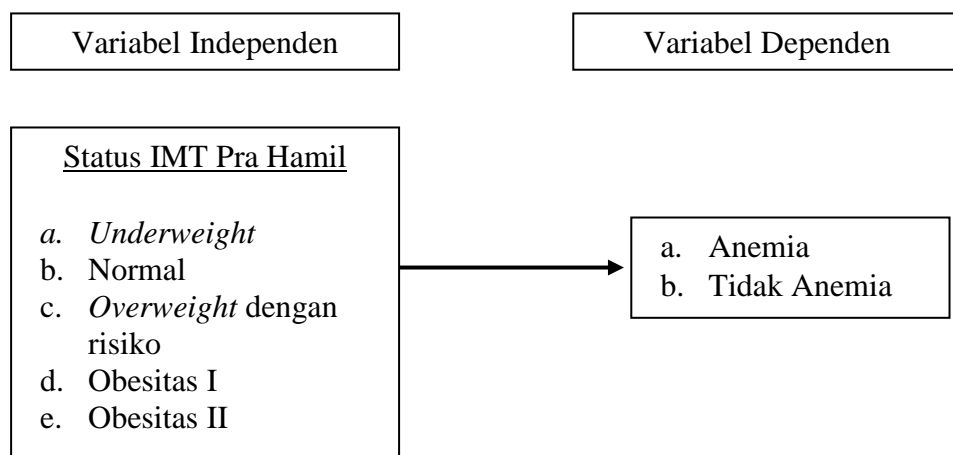 Variabel Independen
Variabel Dependen
Status IMT Pra Hamil
a. Underweight
b. Normal
c. Overweight dengan
risiko
d. Obesitas I
e. Obesitas II
a. Anemia
b. Tidak Anemia